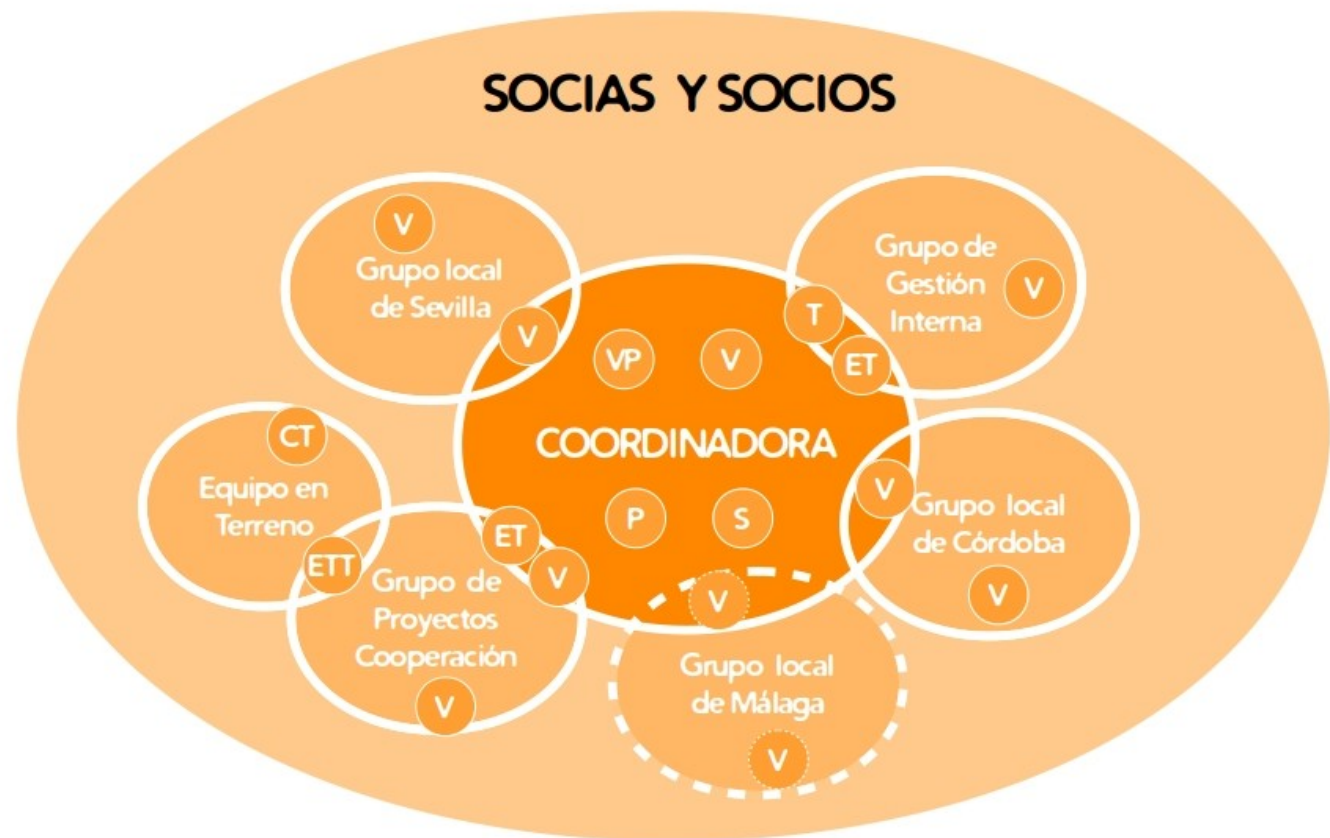 SOCIAS Y SOCIOS
V
Grupo local
de Sevilla
V
Grupo de
Gestión
Interna
V
T
ET
VP
V
COORDINADORA
P
S
CT
Equipo en
Terreno
ETT
ET
V
Grupo de
Proyectos
Cooperación
V
V
Grupo local
de Córdoba
V
V
Grupo local
de Málaga
V